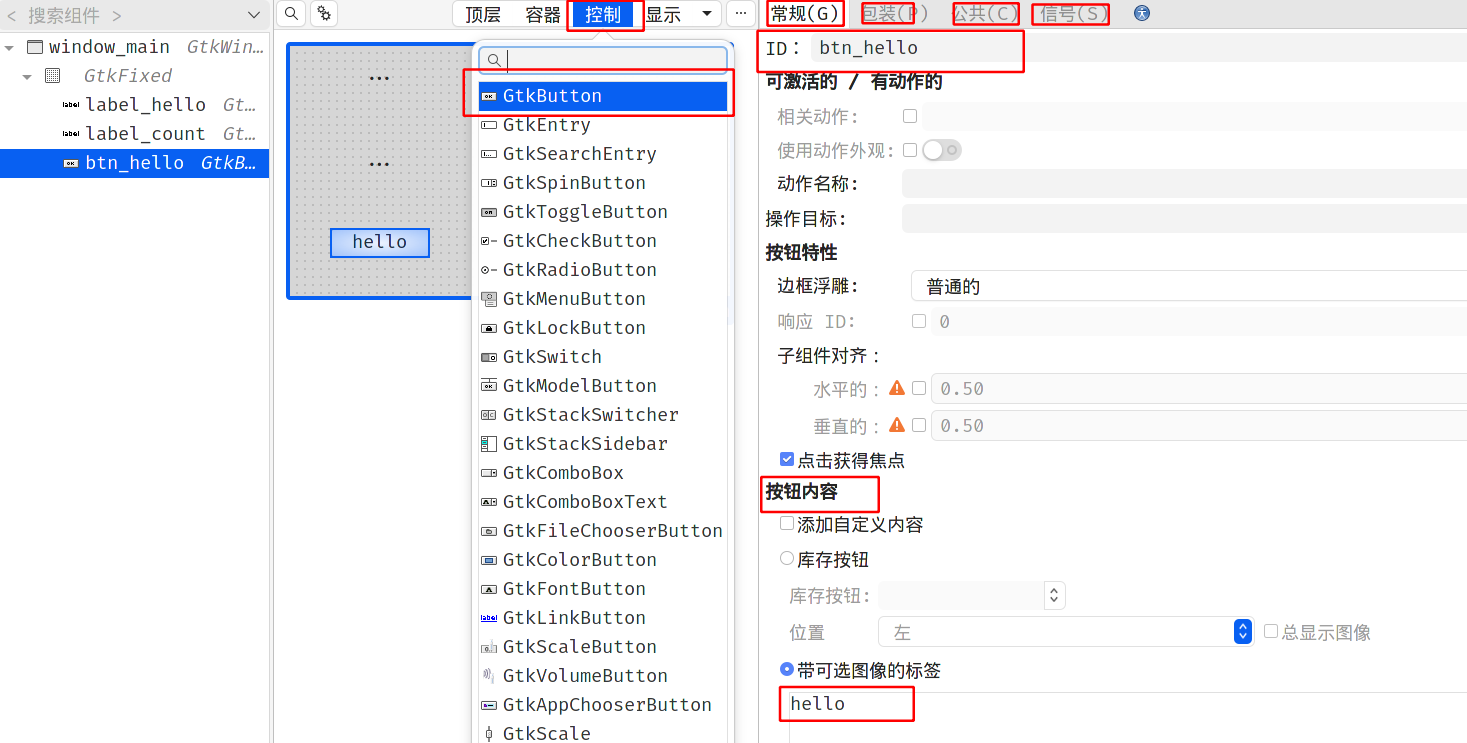 < 搜索组件 >
window_main GtkWin…
GtkFixed
label_hello Gt…
label_count Gt…
btn_hello GtkB…
顶层 容器 控制 显示 …
...
...
hello
GtkButton
GtkEntry
GtkSearchEntry
GtkSpinButton
GtkToggleButton
GtkCheckButton
GtkRadioButton
GtkMenuButton
GtkLockButton
GtkSwitch
GtkModelButton
GtkStackSwitcher
GtkStackSidebar
GtkComboBox
GtkComboBoxText
GtkFileChooserButton
GtkColorButton
GtkFontButton
GtkLinkButton
GtkScaleButton
GtkVolumeButton
GtkAppChooserButton
GtkScale
常规(G) 包装(P) 公共(C) 信号(S)
ID: btn_hello
可激活的 / 有动作的
相关动作:
使用动作外观:
动作名称:
操作目标:
按钮特性
边框浮雕: 普通的
响应 ID: 0
子组件对齐：
水平的： 0.50
垂直的： 0.50
点击获得焦点
按钮内容
添加自定义内容
库存按钮
库存按钮:
位置 左 总显示图像
带可选图像的标签
hello